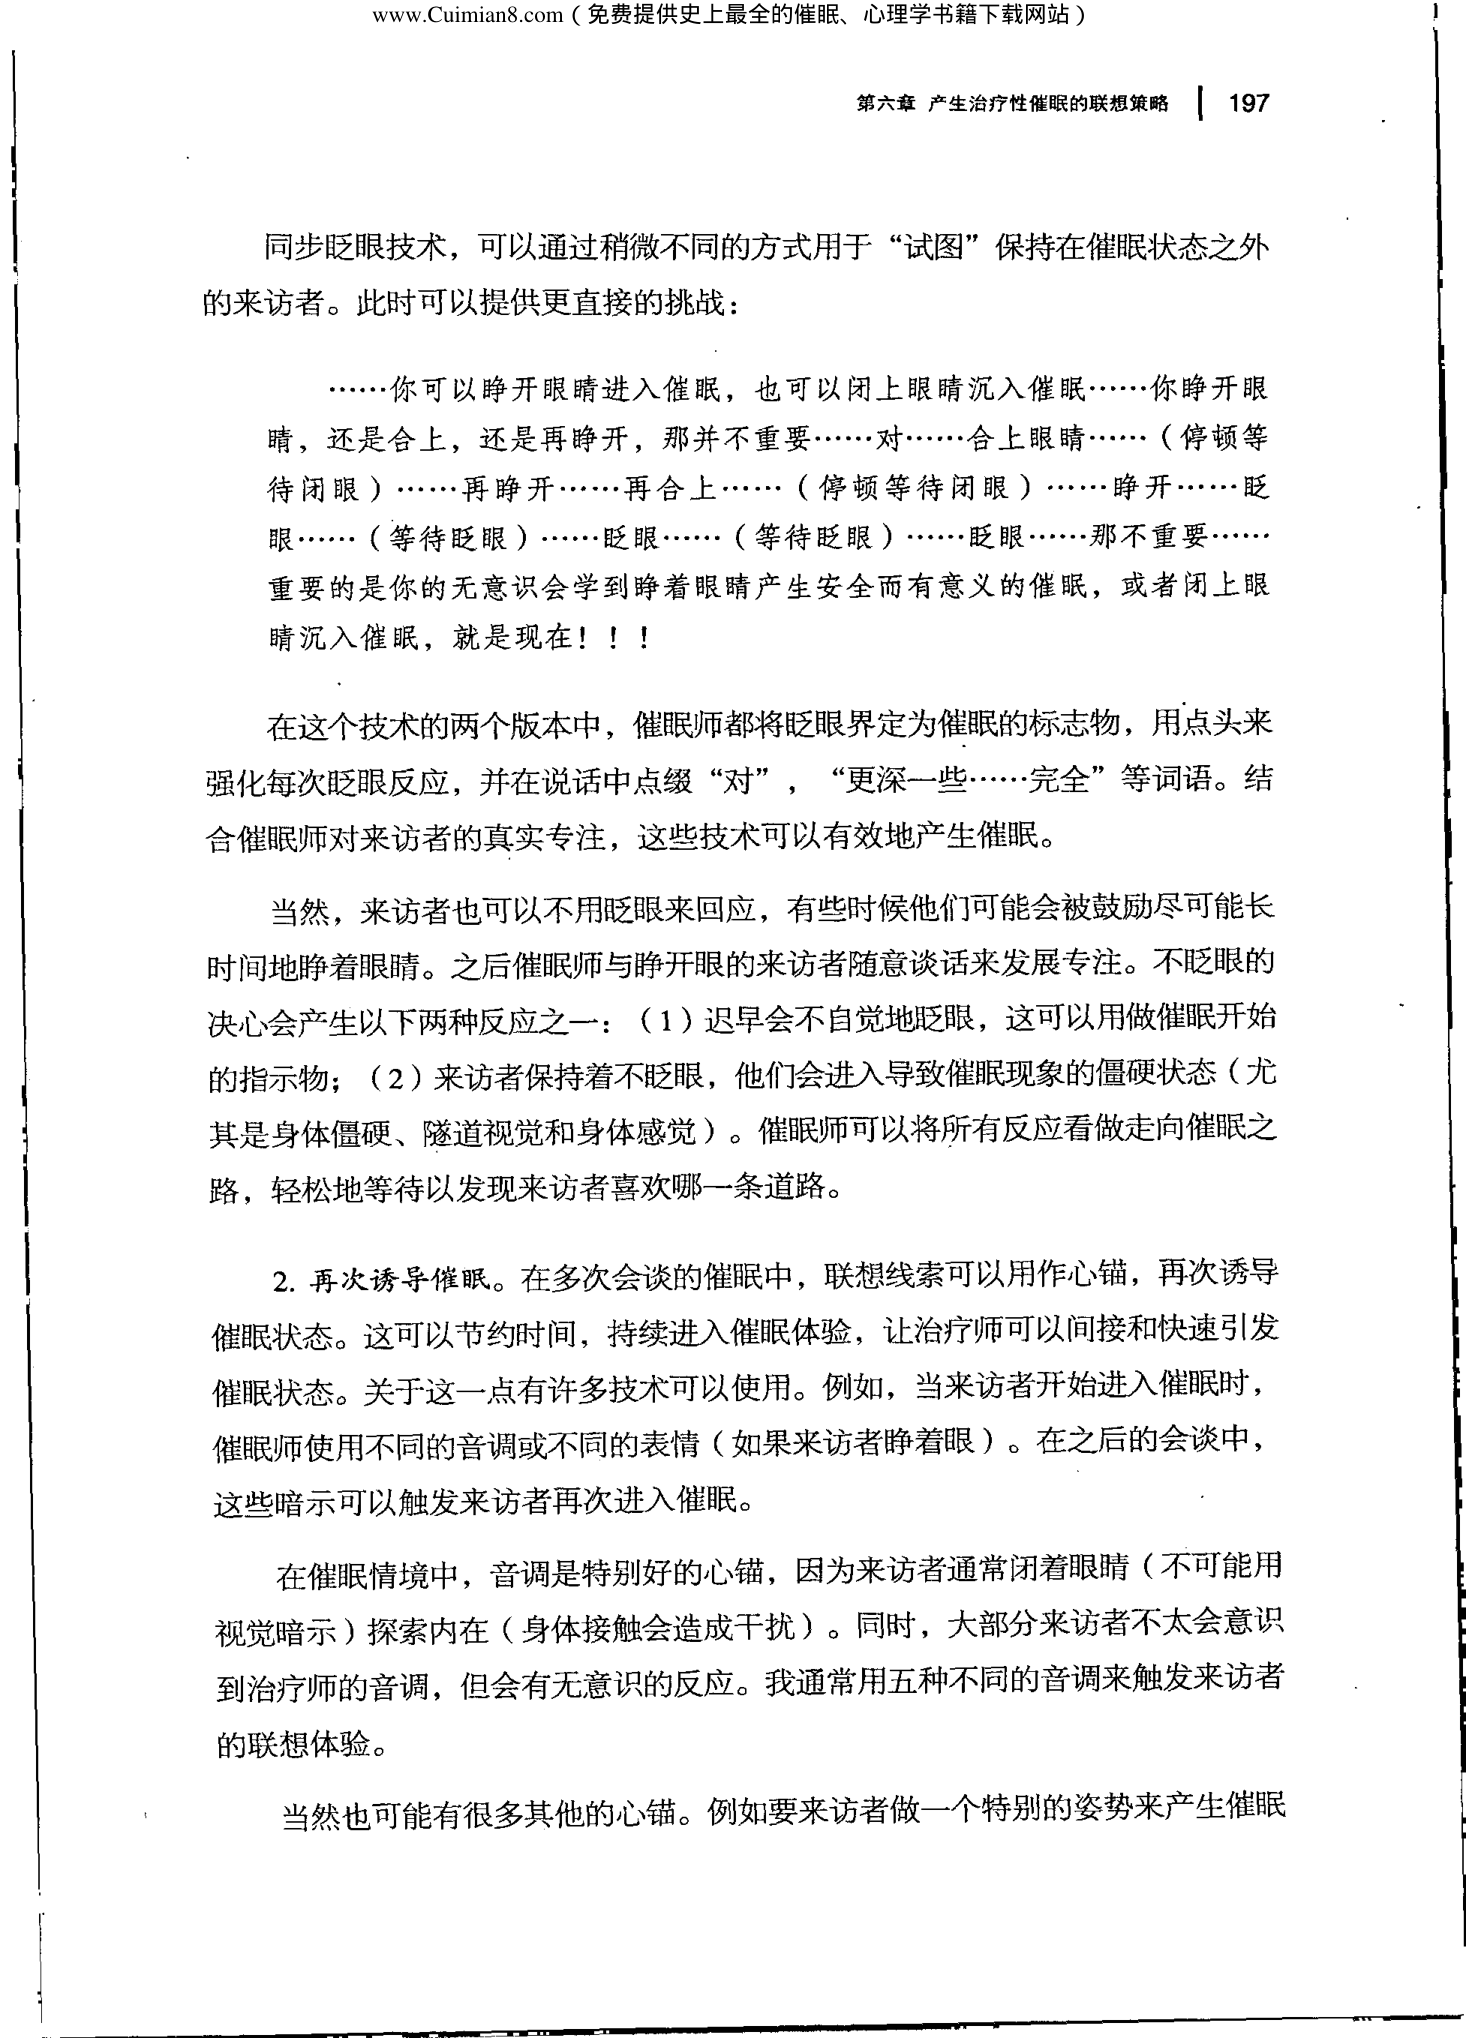 www.Cuimian8.com（免费提供史上最全的催眠、心理学书籍下载网站）
第六章 产生治疗性催眠的联想策略 197
同步眨眼技术，可以通过稍微不同的方式用于“试图”保持在催眠状态之外
的来访者。此时可以提供更直接的挑战：
……你可以睁开眼睛进入催眠，也可以闭上眼睛沉入催眠……你睁开眼
睛，还是合上，还是再睁开，那并不重要……对……合上眼睛……（停顿等
待闭眼）……再睁开……再合上……（停顿等待闭眼）……睁开……眨
眼……（等待眨眼）……眨眼……（等待眨眼）……眨眼……那不重要……
重要的是你的无意识会学到睁着眼睛产生安全而有意义的催眠，或者闭上眼
睛沉入催眠，就是现在！！！
在这个技术的两个版本中，催眠师都将眨眼界定为催眠的标志物，用点头来
强化每次眨眼反应，并在说话中点缀“对”，“更深一些……完全”等词语。结
合催眠师对来访者的真实专注，这些技术可以有效地产生催眠。
当然，来访者也可以不用眨眼来回应，有些时候他们可能会被鼓励尽可能长
时间地睁着眼睛。之后催眠师与睁开眼的来访者随意谈话来发展专注。不眨眼的
决心会产生以下两种反应之一：（1）迟早会不自觉地眨眼，这可以用做催眠开始
的指示物；（2）来访者保持着不眨眼，他们会进入导致催眠现象的僵硬状态（尤
其是身体僵硬、隧道视觉和身体感觉）。催眠师可以将所有反应看做走向催眠之
路，轻松地等待以发现来访者喜欢哪一条道路。
2. 再次诱导催眠。在多次会谈的催眠中，联想线索可以用作心锚，再次诱导
催眠状态。这可以节约时间，持续进入催眠体验，让治疗师可以间接和快速引发
催眠状态。关于这一点有许多技术可以使用。例如，当来访者开始进入催眠时，
催眠师使用不同的音调或不同的表情（如果来访者睁着眼）。在之后的会谈中，
这些暗示可以触发来访者再次进入催眠。
在催眠情境中，音调是特别好的心锚，因为来访者通常闭着眼睛（不可能用
视觉暗示）探索内在（身体接触会造成干扰）。同时，大部分来访者不太会意识
到治疗师的音调，但会有无意识的反应。我通常用五种不同的音调来触发来访者
的联想体验。
当然也可能有很多其他的心锚。例如要来访者做一个特别的姿势来产生催眠